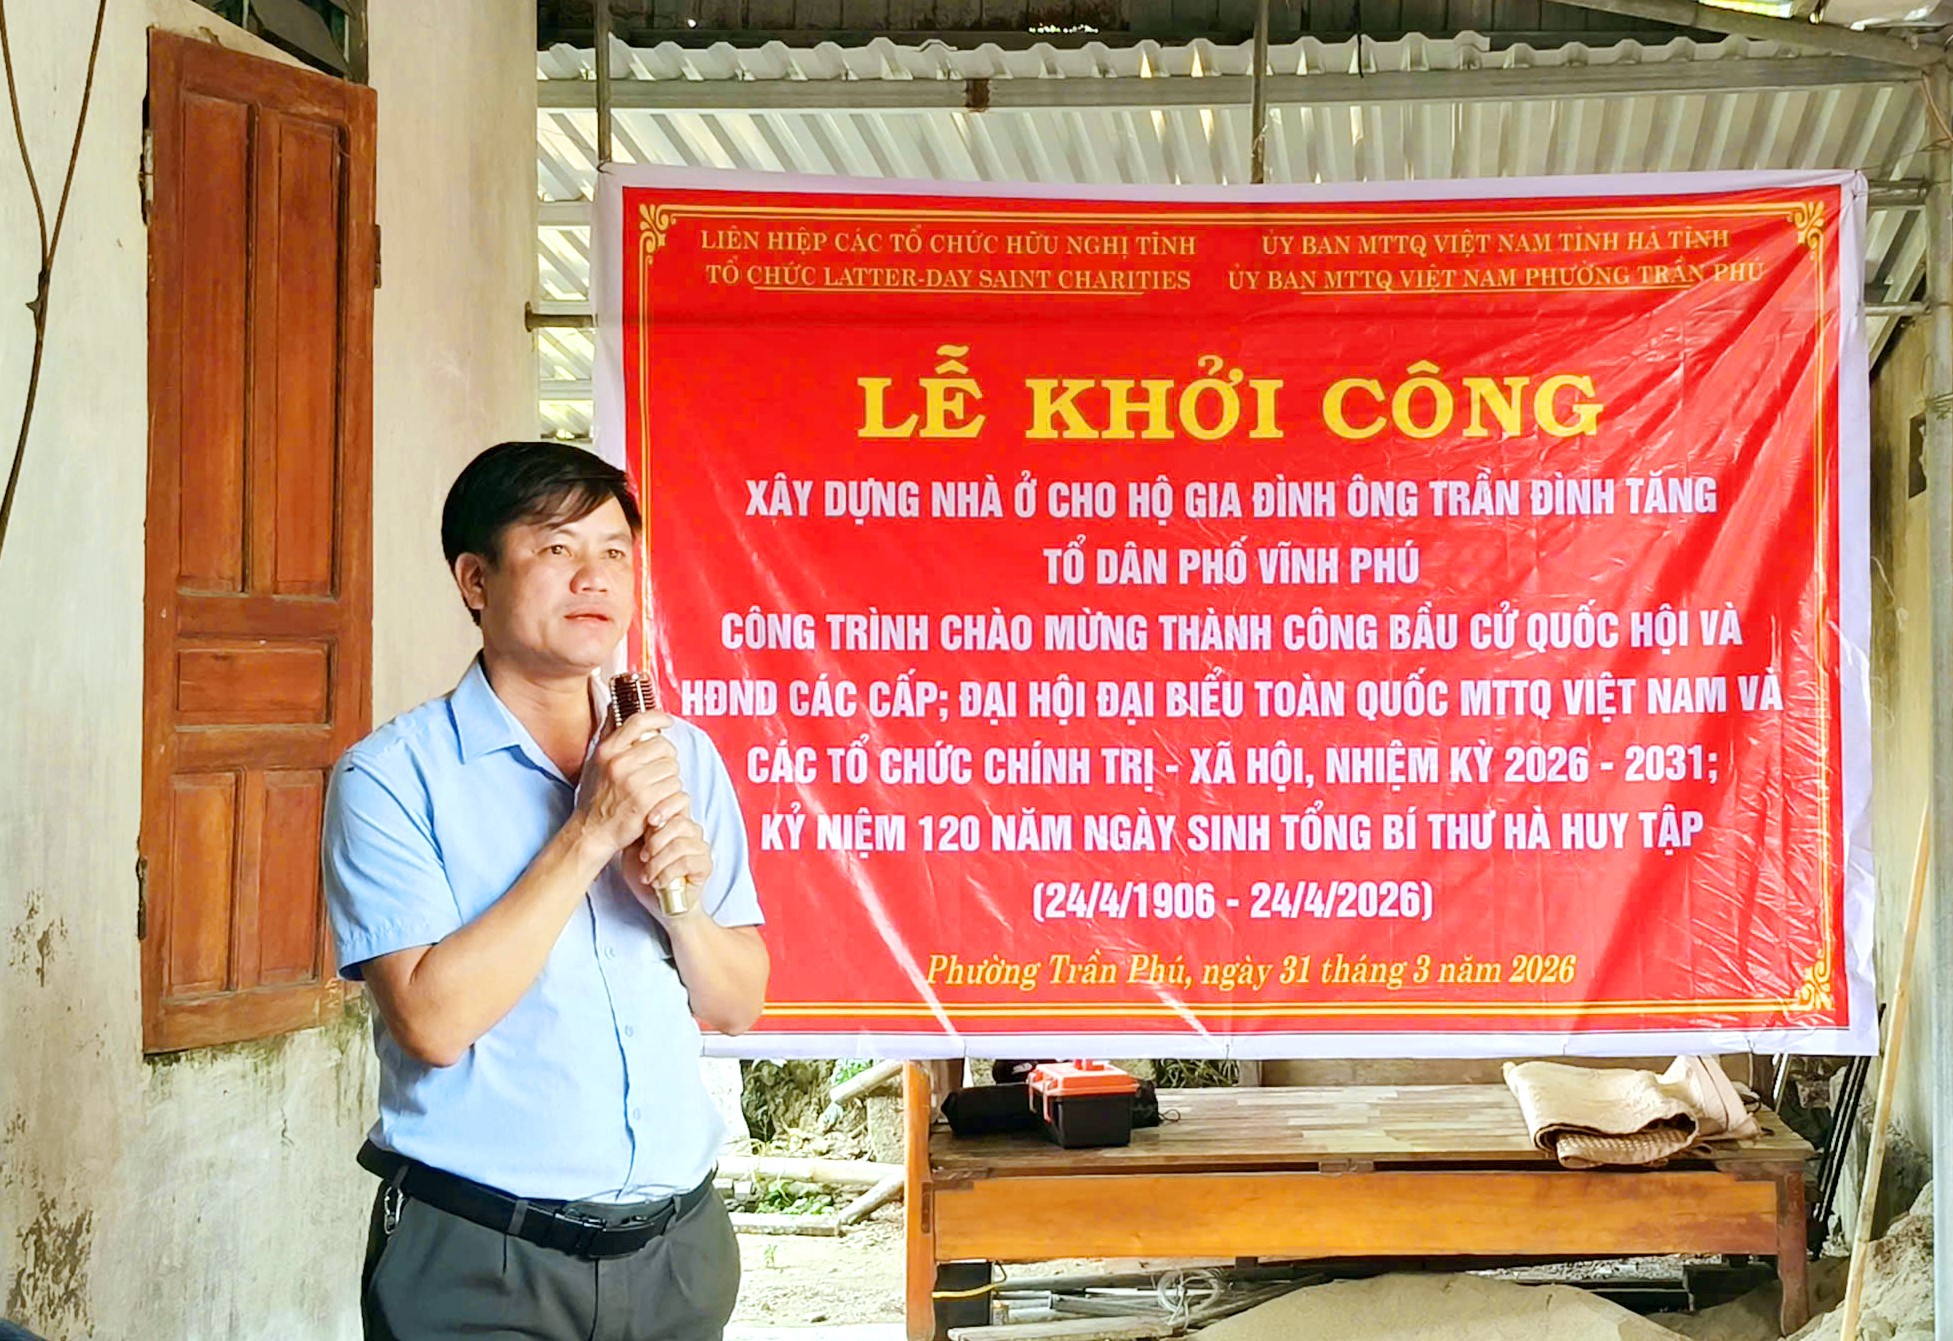 LIÊN HIỆP CÁC TỔ CHỨC HỮU NGHỊ TỈNH
TỔ CHỨC LATTER-DAY SAINT CHARITIES
ỦY BAN MTTQ VIỆT NAM TỈNH HÀ TĨNH
ỦY BAN MTTQ VIỆT NAM PHƯỜNG TRẦN PHÚ
LỄ KHỞI CÔNG
XÂY DỰNG NHÀ Ở CHO HỘ GIA ĐÌNH ÔNG TRẦN ĐÌNH TĂNG
TỔ DÂN PHỐ VĨNH PHÚ
CÔNG TRÌNH CHÀO MỪNG THÀNH CÔNG BẦU CỬ QUỐC HỘI VÀ
HĐND CÁC CẤP; ĐẠI HỘI ĐẠI BIỂU TOÀN QUỐC MTTQ VIỆT NAM VÀ
CÁC TỔ CHỨC CHÍNH TRỊ - XÃ HỘI, NHIỆM KỲ 2026 - 2031;
KỶ NIỆM 120 NĂM NGÀY SINH TỔNG BÍ THƯ HÀ HUY TẬP
(24/4/1906 - 24/4/2026)
Phường Trần Phú, ngày 31 tháng 3 năm 2026